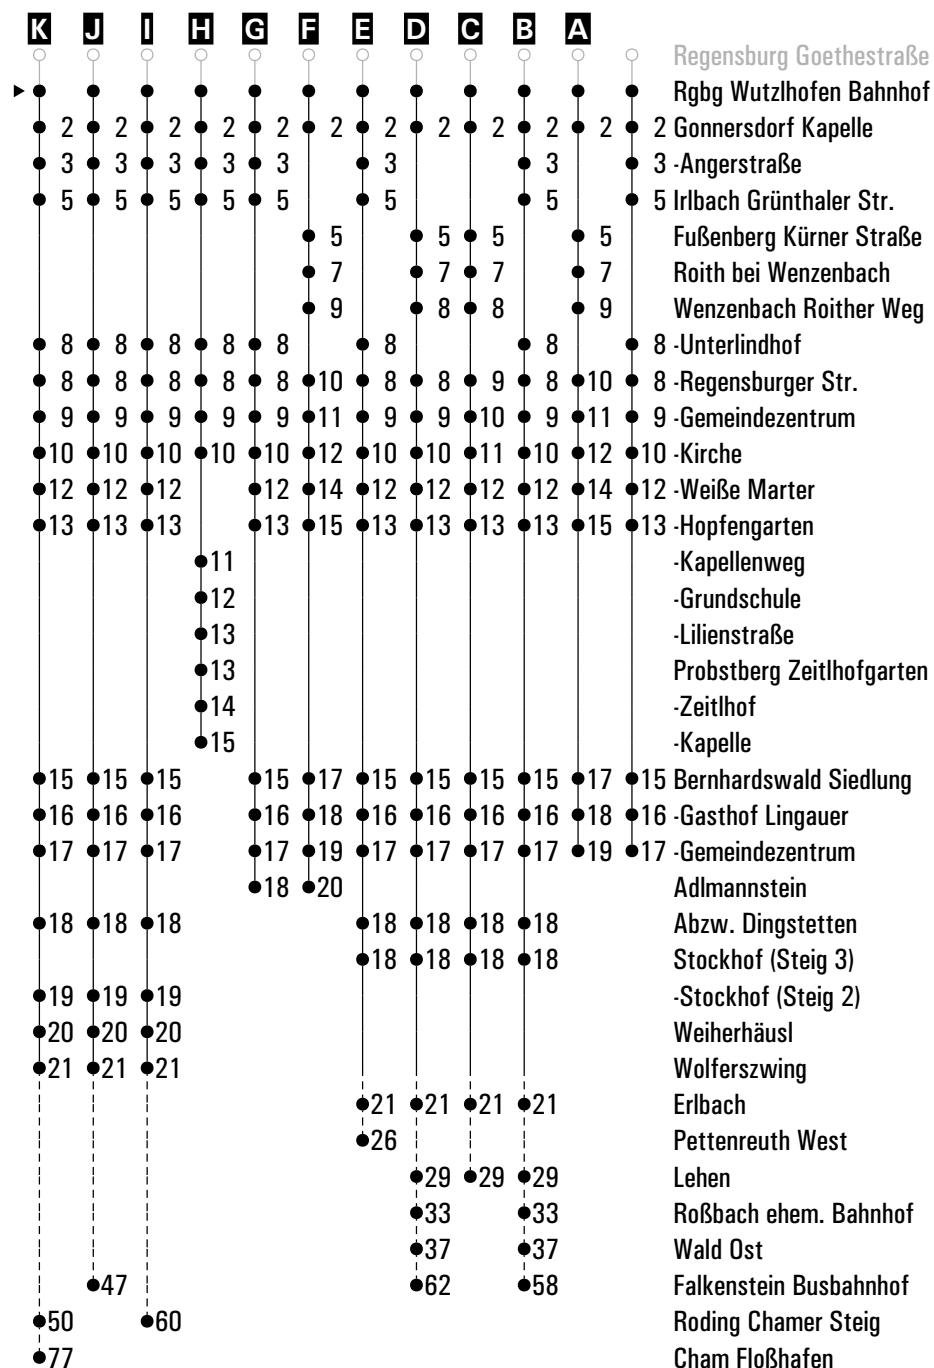 K J I H G F E D C B A
Regensburg Goethestraße
Rgbg Wutzlhofen Bahnhof
2 2 2 2 2 2 2 2 2 2 2 2 Gonnersdorf Kapelle
3 3 3 3 3 3 3 3 -Angerstraße
5 5 5 5 5 5 5 5 Irlbach Grünthaler Str.
5 5 5 5 Fußenberg Kürner Straße
7 7 7 7 Roith bei Wenzenbach
9 8 8 9 Wenzenbach Roither Weg
8 8 8 8 8 8 8 8 -Unterlindhof
8 8 8 8 8 10 8 8 9 8 10 8 -Regensburger Str.
9 9 9 9 9 11 9 9 10 9 11 9 -Gemeindezentrum
10 10 10 10 10 12 10 10 11 10 12 10 -Kirche
12 12 12 12 14 12 12 12 12 14 12 -Weiße Marter
13 13 13 13 15 13 13 13 13 15 13 -Hopfengarten
11 -Kapellenweg
12 -Grundschule
13 -Lilienstraße
13 Probstberg Zeitlhofgarten
14 -Zeitlhof
15 -Kapelle
15 15 15 15 17 15 15 15 15 17 15 Bernhardswald Siedlung
16 16 16 16 18 16 16 16 16 18 16 -Gasthof Lingauer
17 17 17 17 19 17 17 17 17 19 17 -Gemeindezentrum
18 20 Adlmannstein
18 18 18 18 18 18 18 Abzw. Dingstetten
18 18 18 18 Stockhof (Steig 3)
19 19 19 -Stockhof (Steig 2)
20 20 20 Weiherhäusl
21 21 21 Wolferszwing
21 21 21 21 Erlbach
26 Pettenreuth West
29 29 29 Lehen
33 33 Roßbach ehem. Bahnhof
37 37 Wald Ost
47 62 58 Falkenstein Busbahnhof
50 60 Roding Chamer Steig
77 Cham Floßhafen